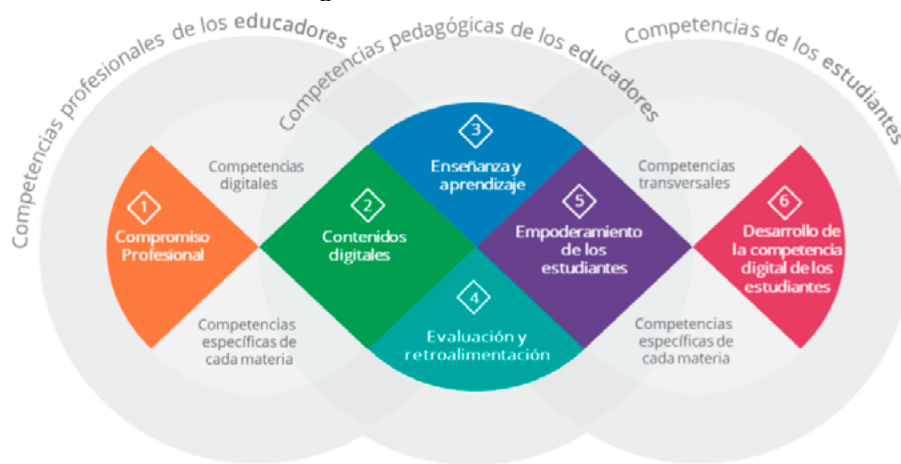 Competencias profesionales de los educadores
Competencias pedagógicas de los educadores
Competencias de los estudiantes
1
Compromiso
Profesional
Competencias
digitales
Competencias
específicas de
cada materia
2
Contenidos
digitales
3
Enseñanza y
aprendizaje
4
Evaluación y
retroalimentación
5
Empoderamiento
de los
estudiantes
Competencias
transversales
Competencias
específicas de
cada materia
6
Desarrollo de
la competencia
digital de los
estudiantes